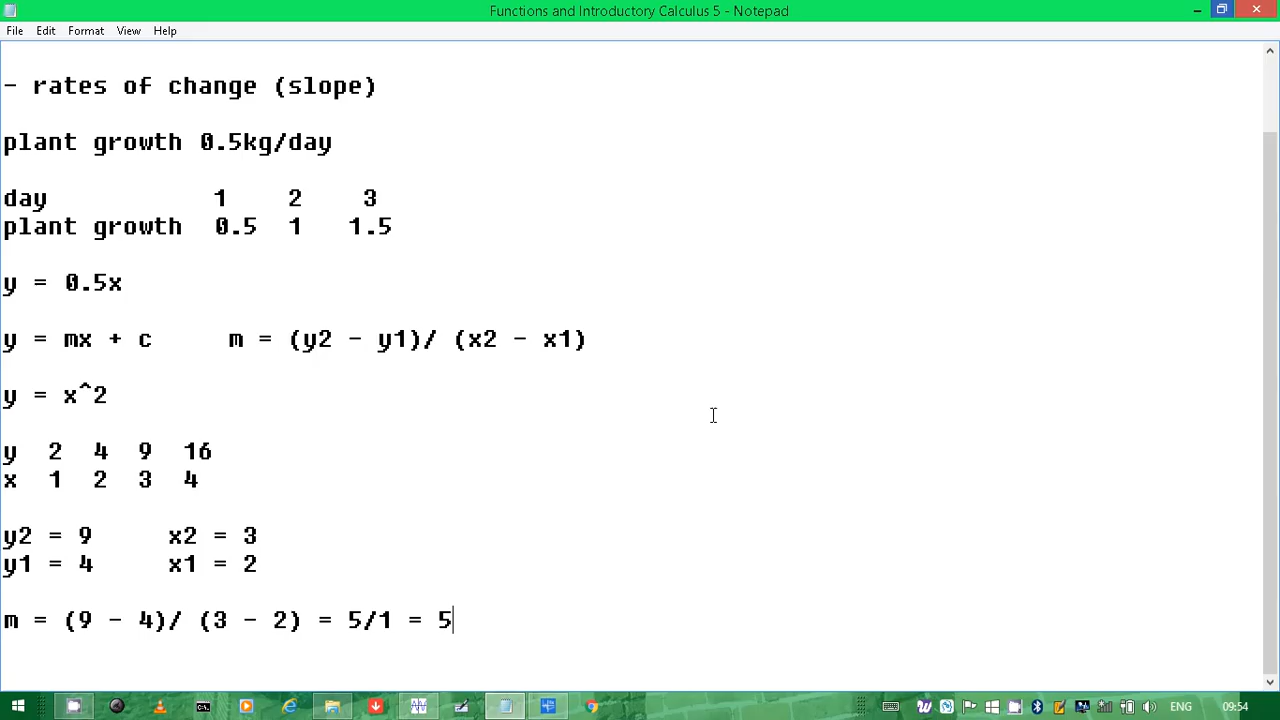 Functions and Introductory Calculus 5 - Notepad
File Edit Format View Help
- rates of change (slope)
plant growth 0.5kg/day
day 1 2 3
plant growth 0.5 1 1.5
y = 0.5x
y = mx + c m = (y2 - y1)/ (x2 - x1)
y = x^2
y 2 4 9 16
x 1 2 3 4
y2 = 9 x2 = 3
y1 = 4 x1 = 2
m = (9 - 4)/ (3 - 2) = 5/1 = 5
ENG 09:54